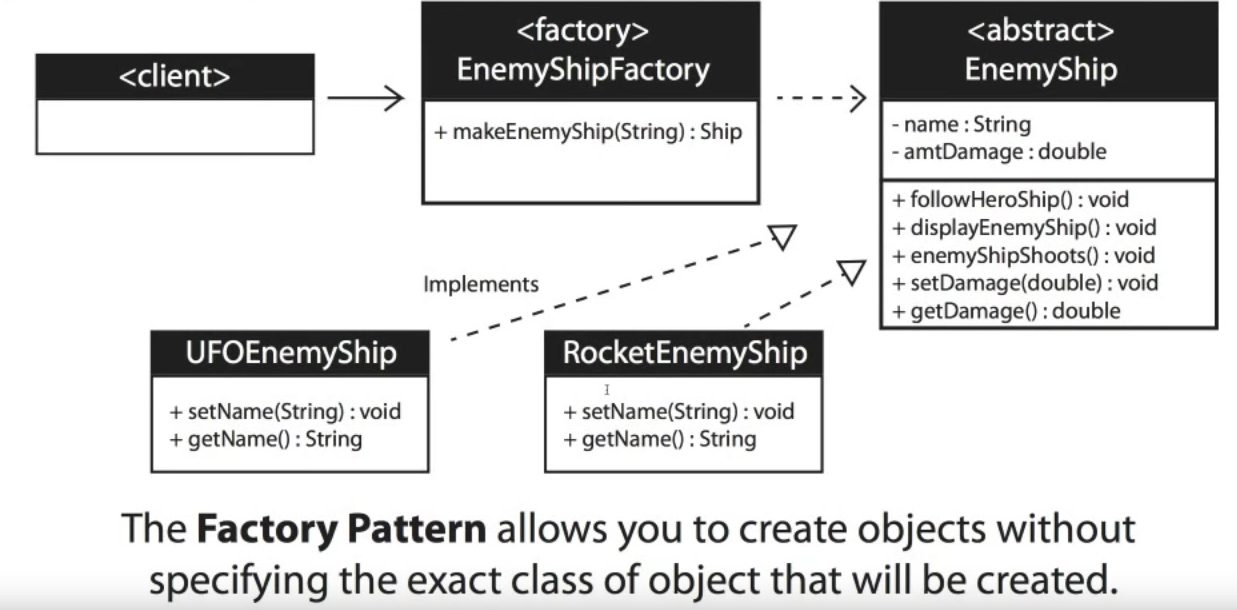 <client>
<factory>
EnemyShipFactory
+ makeEnemyShip(String) : Ship
<abstract>
EnemyShip
- name : String
- amtDamage : double
+ followHeroShip() : void
+ displayEnemyShip() : void
+ enemyShipShoots() : void
+ setDamage(double) : void
+ getDamage() : double
Implements
UFOEnemyShip
+ setName(String) : void
+ getName() : String
RocketEnemyShip
+ setName(String) : void
+ getName() : String
The Factory Pattern allows you to create objects without
specifying the exact class of object that will be created.